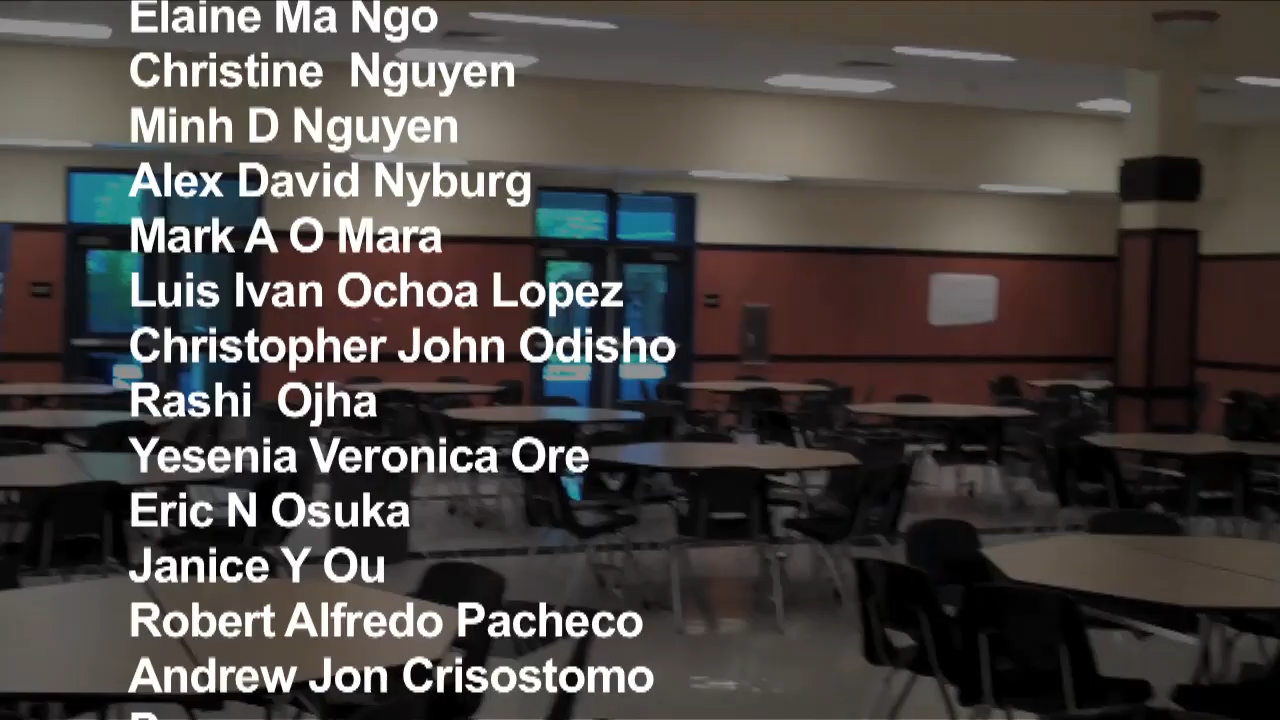 Elaine Ma Ngo
Christine  Nguyen
Minh D Nguyen
Alex David Nyburg
Mark A O Mara
Luis Ivan Ochoa Lopez
Christopher John Odisho
Rashi  Ojha
Yesenia Veronica Ore
Eric N Osuka
Janice Y Ou
Robert Alfredo Pacheco
Andrew Jon Crisostomo